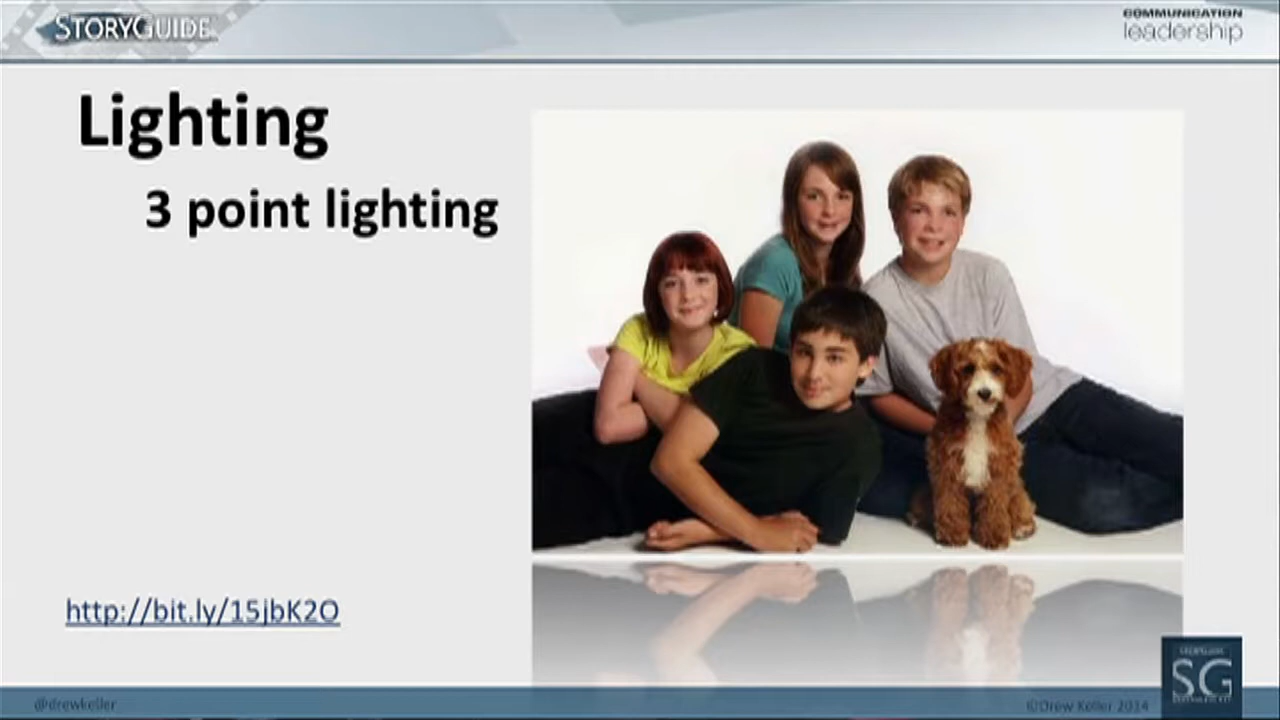 STORYGUIDE
COMMUNICATION
leadership
Lighting
3 point lighting
http://bit.ly/15jbK2O
SG
@drewkeller
©Drew Keller 2014